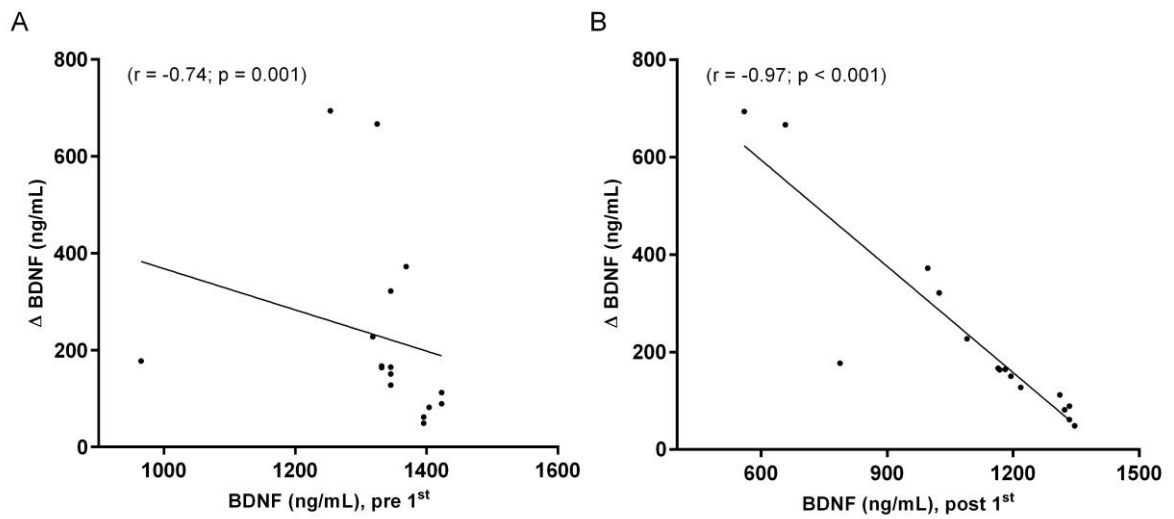 A
(r = -0.74; p = 0.001)
Δ BDNF (ng/mL)
800
600
400
200
0
1000 1200 1400 1600
BDNF (ng/mL), pre 1st
B
(r = -0.97; p < 0.001)
Δ BDNF (ng/mL)
800
600
400
200
0
600 900 1200 1500
BDNF (ng/mL), post 1st